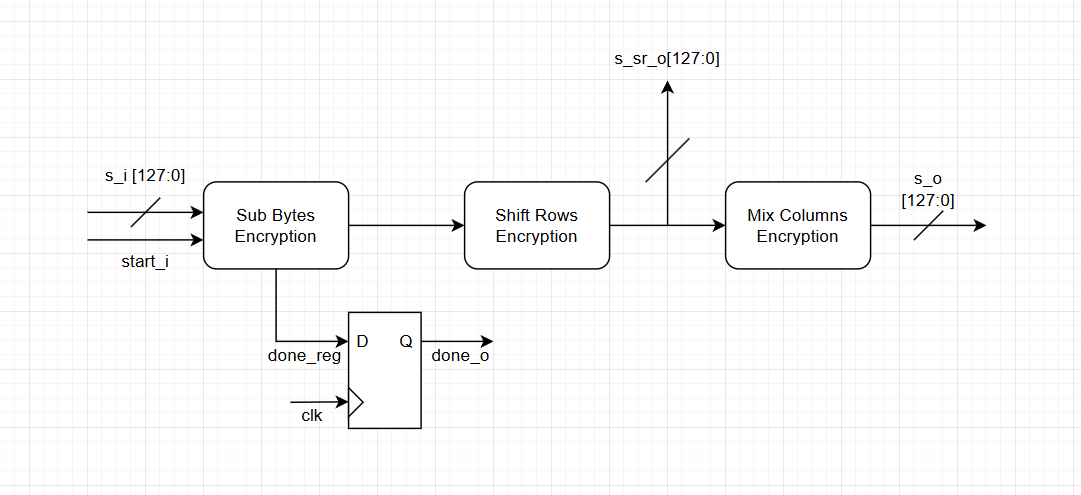 s_sr_o[127:0]
s_i [127:0]
start_i
Sub Bytes
Encryption
Shift Rows
Encryption
Mix Columns
Encryption
s_o
[127:0]
D
Q
done_reg
done_o
clk